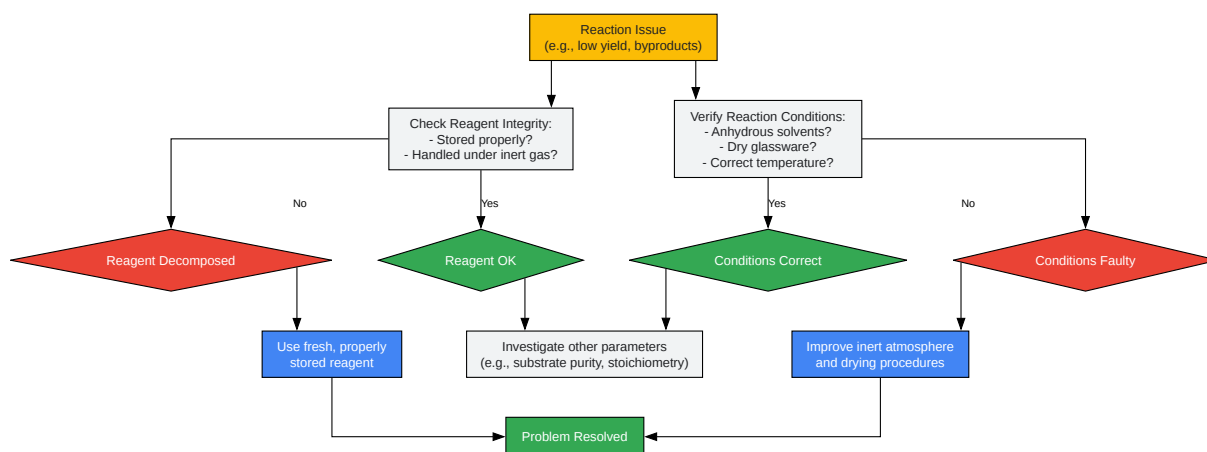 Reaction Issue
(e.g., low yield, byproducts)
Check Reagent Integrity:
- Stored properly?
- Handled under inert gas?
Verify Reaction Conditions:
- Anhydrous solvents?
- Dry glassware?
- Correct temperature?
No
Yes
Yes
No
Reagent Decomposed
Reagent OK
Conditions Correct
Conditions Faulty
Use fresh, properly
stored reagent
Investigate other parameters
(e.g., substrate purity, stoichiometry)
Improve inert atmosphere
and drying procedures
Problem Resolved